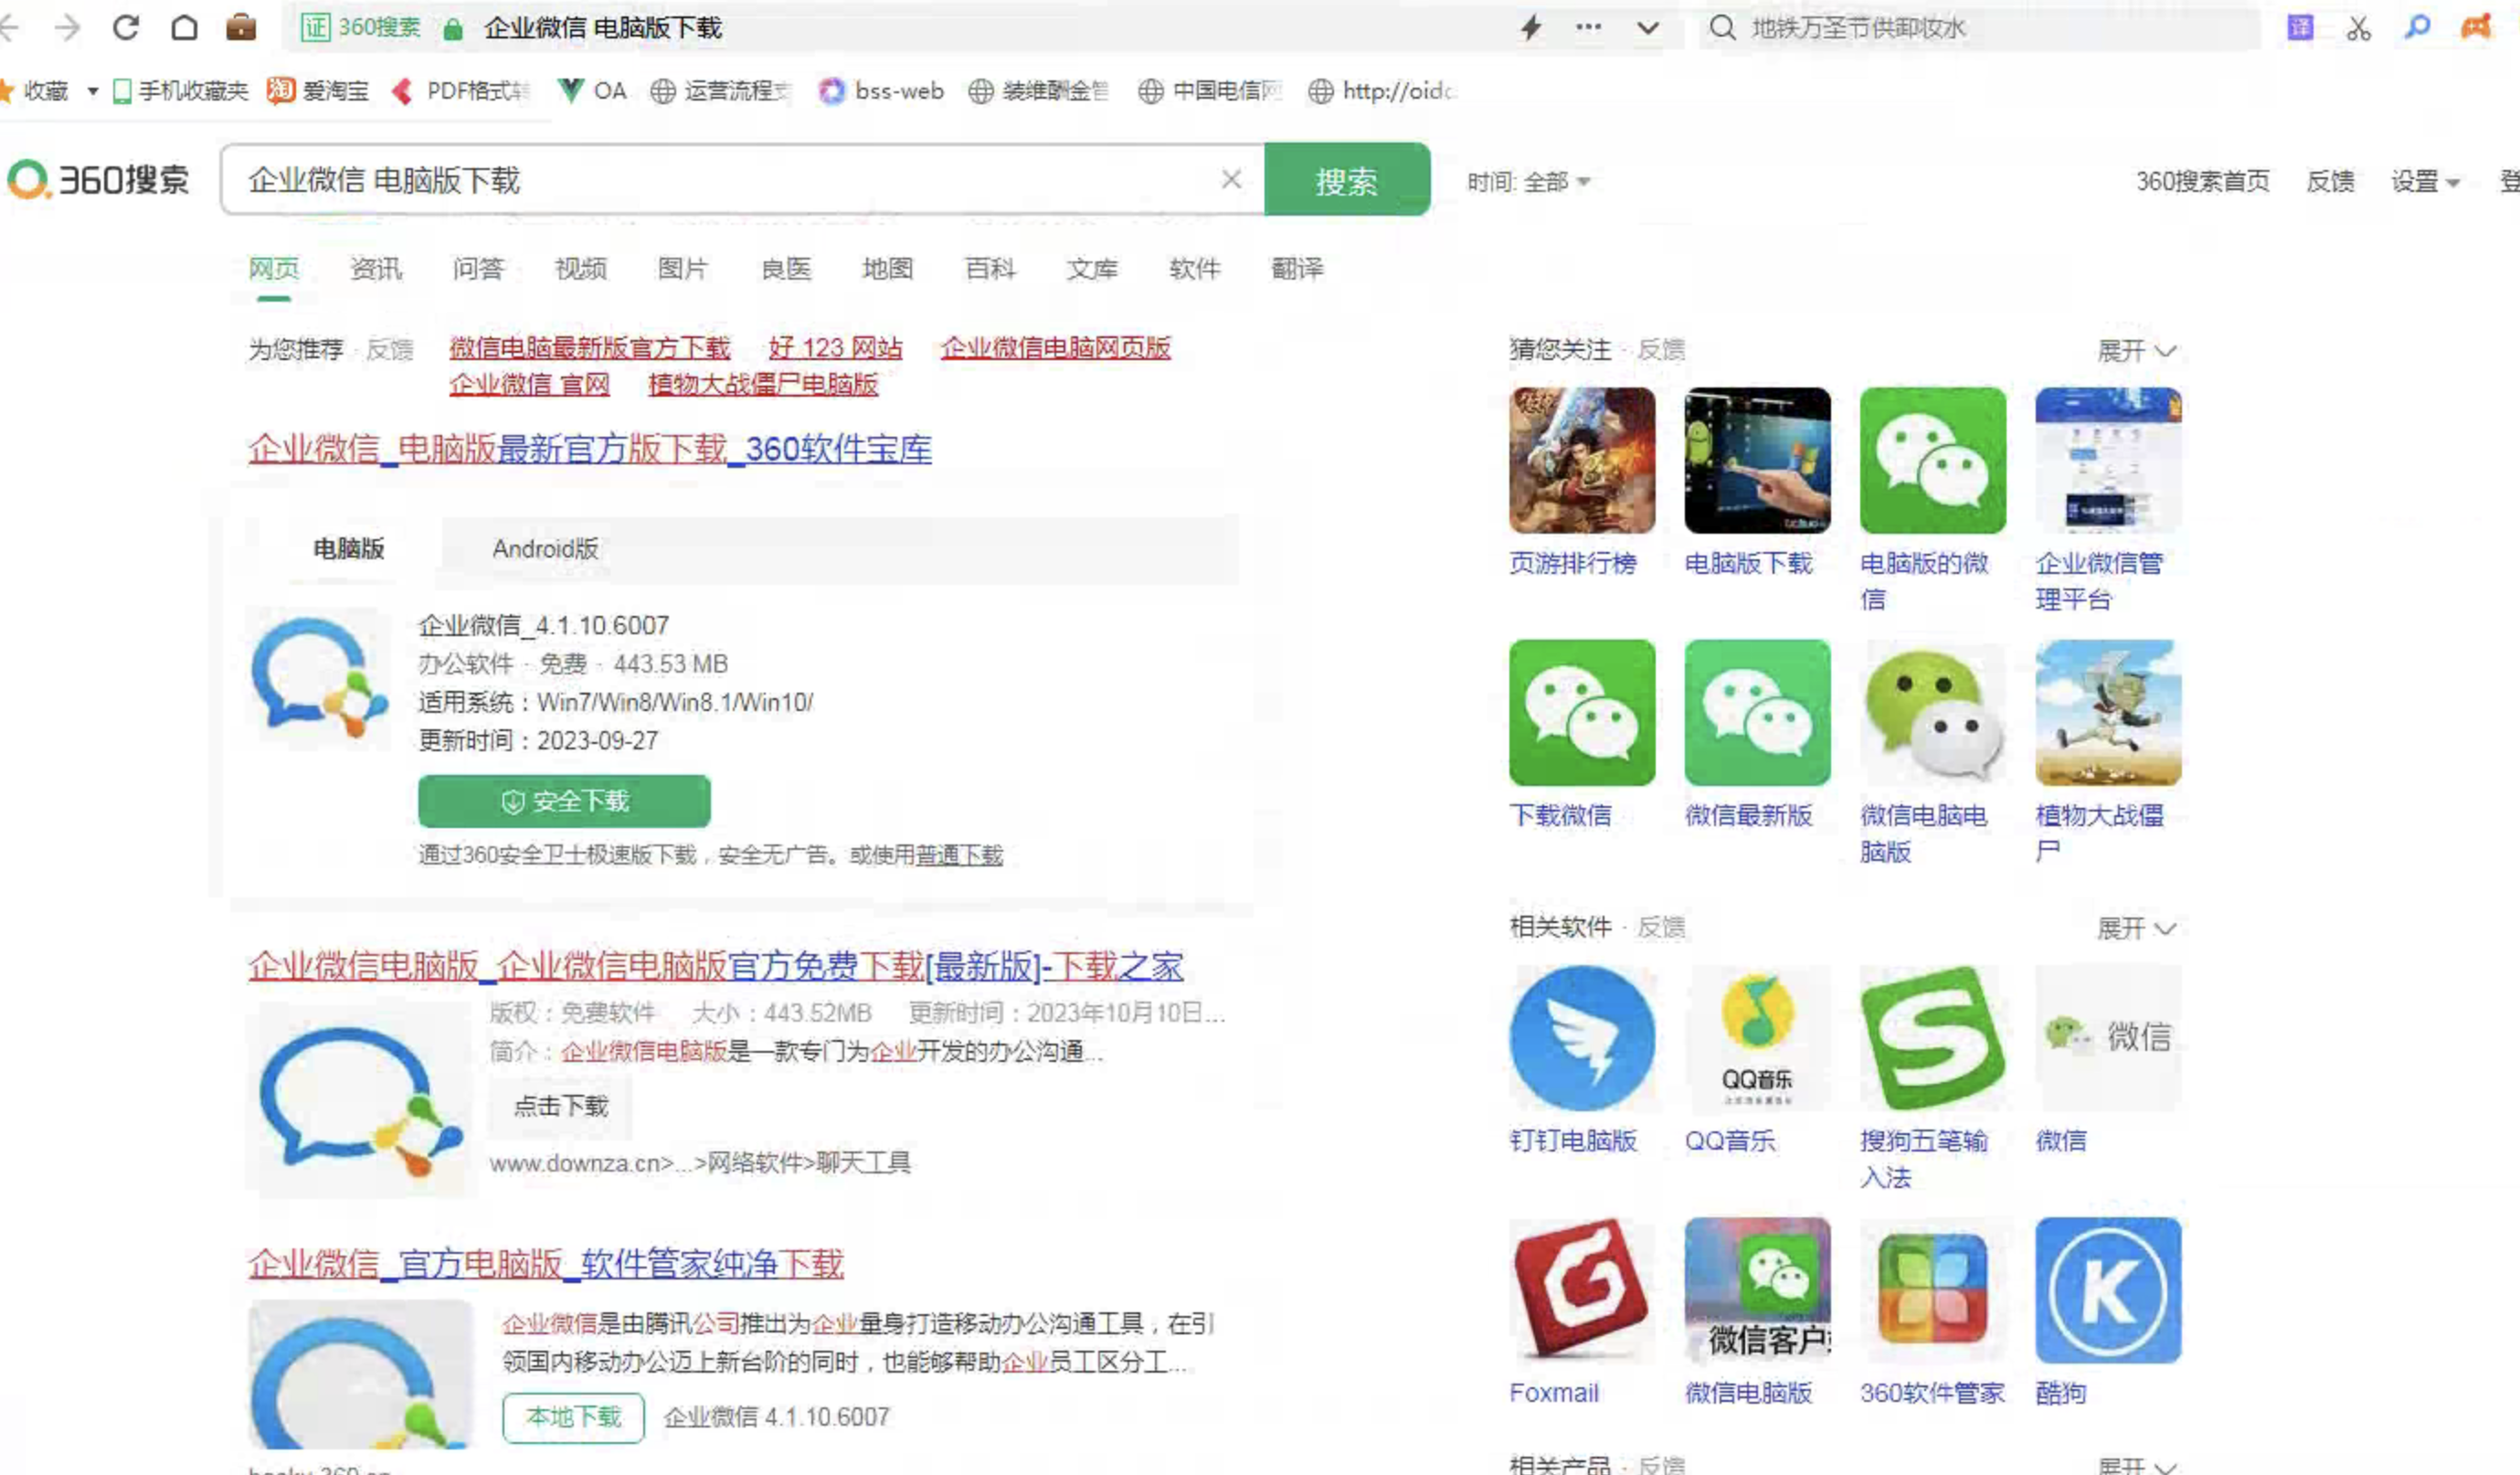 证 360搜索 企业微信 电脑版下载 地铁万圣节供卸妆水 译
收藏 手机收藏夹 淘 爱淘宝 PDF格式转 OA 运营流程支 bss-web 装维酬金管 中国电信网 http://oidc
360搜索 企业微信 电脑版下载 搜索 时间: 全部 360搜索首页 反馈 设置 登
网页 资讯 问答 视频 图片 良医 地图 百科 文库 软件 翻译
为您推荐 · 反馈 微信电脑最新版官方下载 好 123 网站 企业微信电脑网页版
企业微信 官网 植物大战僵尸电脑版
企业微信_电脑版最新官方版下载_360软件宝库
电脑版 Android版
企业微信_4.1.10.6007
办公软件 · 免费 · 443.53 MB
适用系统：Win7/Win8/Win8.1/Win10/
更新时间：2023-09-27
安全下载
通过360安全卫士极速版下载，安全无广告。或使用普通下载
企业微信电脑版_企业微信电脑版官方免费下载[最新版]-下载之家
版权：免费软件 大小：443.52MB 更新时间：2023年10月10日...
简介：企业微信电脑版是一款专门为企业开发的办公沟通...
点击下载
www.downza.cn>...>网络软件>聊天工具
企业微信_官方电脑版_软件管家纯净下载
企业微信是由腾讯公司推出为企业量身打造移动办公沟通工具，在引
领国内移动办公迈上新台阶的同时，也能够帮助企业员工区分工...
本地下载 企业微信 4.1.10.6007
猜您关注 · 反馈 展开
页游排行榜 电脑版下载 电脑版的微 企业微信管
信 理平台
下载微信 微信最新版 微信电脑电 植物大战僵
脑版 尸
相关软件 · 反馈 展开
微信
QQ音乐
钉钉电脑版 QQ音乐 搜狗五笔输 微信
入法
微信客户
Foxmail 微信电脑版 360软件管家 酷狗
相关产品 · 反馈 展开